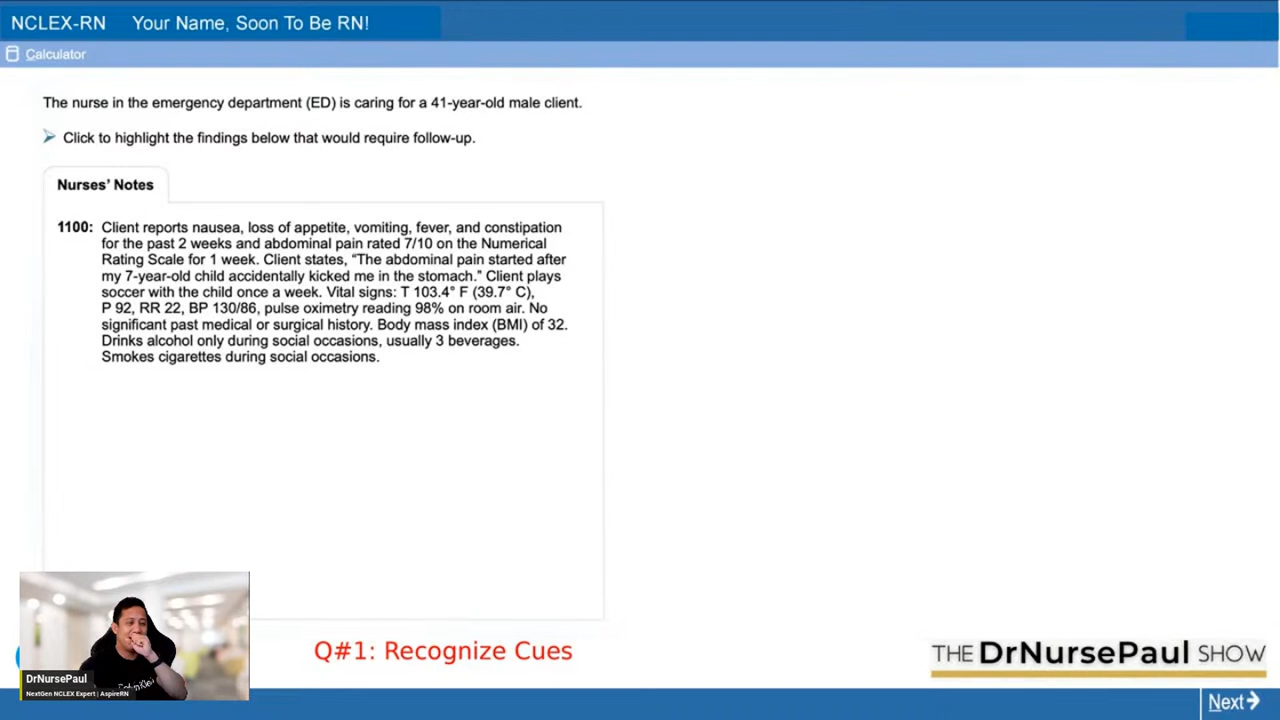 NCLEX-RN Your Name, Soon To Be RN!
Calculator
The nurse in the emergency department (ED) is caring for a 41-year-old male client.
Click to highlight the findings below that would require follow-up.
Nurses’ Notes
1100: Client reports nausea, loss of appetite, vomiting, fever, and constipation
for the past 2 weeks and abdominal pain rated 7/10 on the Numerical
Rating Scale for 1 week. Client states, “The abdominal pain started after
my 7-year-old child accidentally kicked me in the stomach.” Client plays
soccer with the child once a week. Vital signs: T 103.4° F (39.7° C),
P 92, RR 22, BP 130/86, pulse oximetry reading 98% on room air. No
significant past medical or surgical history. Body mass index (BMI) of 32.
Drinks alcohol only during social occasions, usually 3 beverages.
Smokes cigarettes during social occasions.
DrNursePaul
NextGen NCLEX Expert | AspireRN
Q#1: Recognize Cues
THE DrNursePaul SHOW
Next